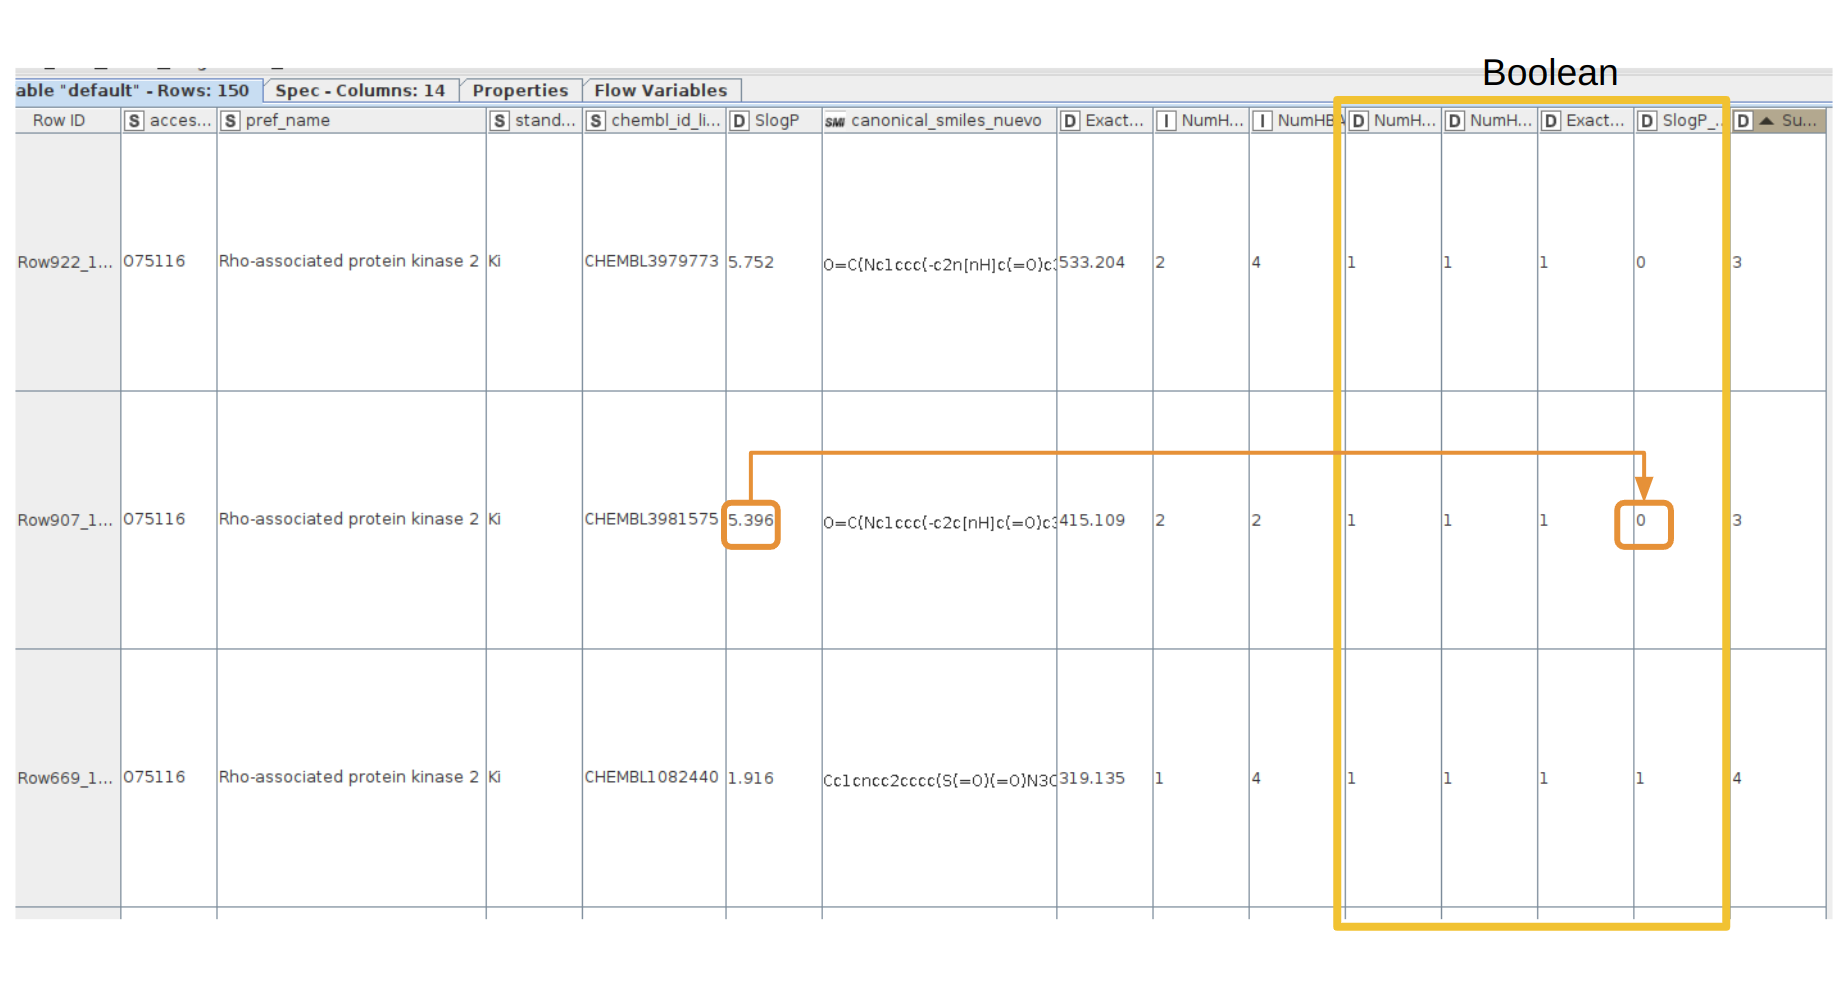 Boolean
able "default" - Rows: 150 Spec - Columns: 14 Properties Flow Variables
Row ID S acces... S pref_name S stand... S chembl_id_li... D SlogP SMI canonical_smiles_nuevo D Exact... I NumH... I NumHB D NumH... D NumH... D Exact... D SlogP_... D Su...
Row922_1... O75116 Rho-associated protein kinase 2 Ki CHEMBL3979773 5.752 O=C(Nc1ccc(-c2n[nH]c(=O)c3 533.204 2 4 1 1 1 0 3
Row907_1... O75116 Rho-associated protein kinase 2 Ki CHEMBL3981575 5.396 O=C(Nc1ccc(-c2c[nH]c(=O)c3 415.109 2 2 1 1 1 0 3
Row669_1... O75116 Rho-associated protein kinase 2 Ki CHEMBL1082440 1.916 Cc1cncc2cccc(S(=O)(=O)N3C 319.135 1 4 1 1 1 1 4